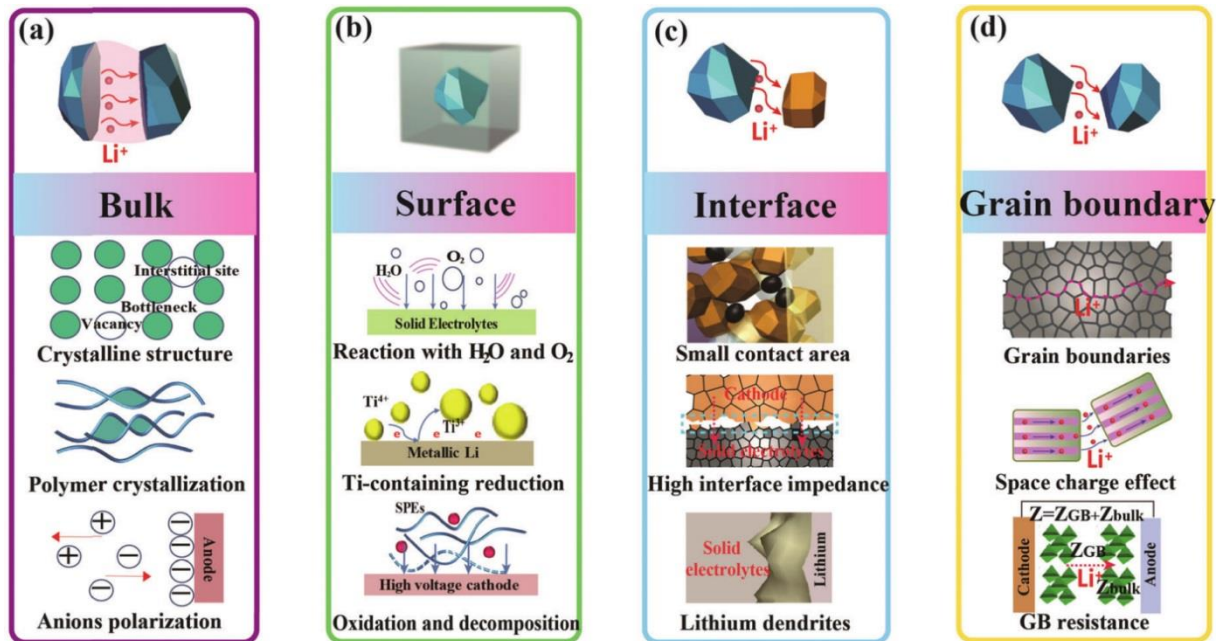 (a)
Li⁺
Bulk
Interstitial site
Bottleneck
Vacancy
Crystalline structure
Polymer crystallization
+
−
−
+
−
−
−
−
Anode
Anions polarization
(b)
Surface
O₂
H₂O
Solid Electrolytes
Reaction with H₂O and O₂
Ti⁴⁺
Ti³⁺
e e e
Metallic Li
Ti-containing reduction
SPEs
High voltage cathode
Oxidation and decomposition
(c)
Li⁺
Interface
Small contact area
Cathode
Solid electrolytes
High interface impedance
Solid
electrolytes
Lithium
Lithium dendrites
(d)
Li⁺
Grain boundary
Li⁺
Grain boundaries
Li⁺
Space charge effect
Z=ZGB+Zbulk
Cathode
ZGB
Li⁺
Zbulk
Anode
GB resistance